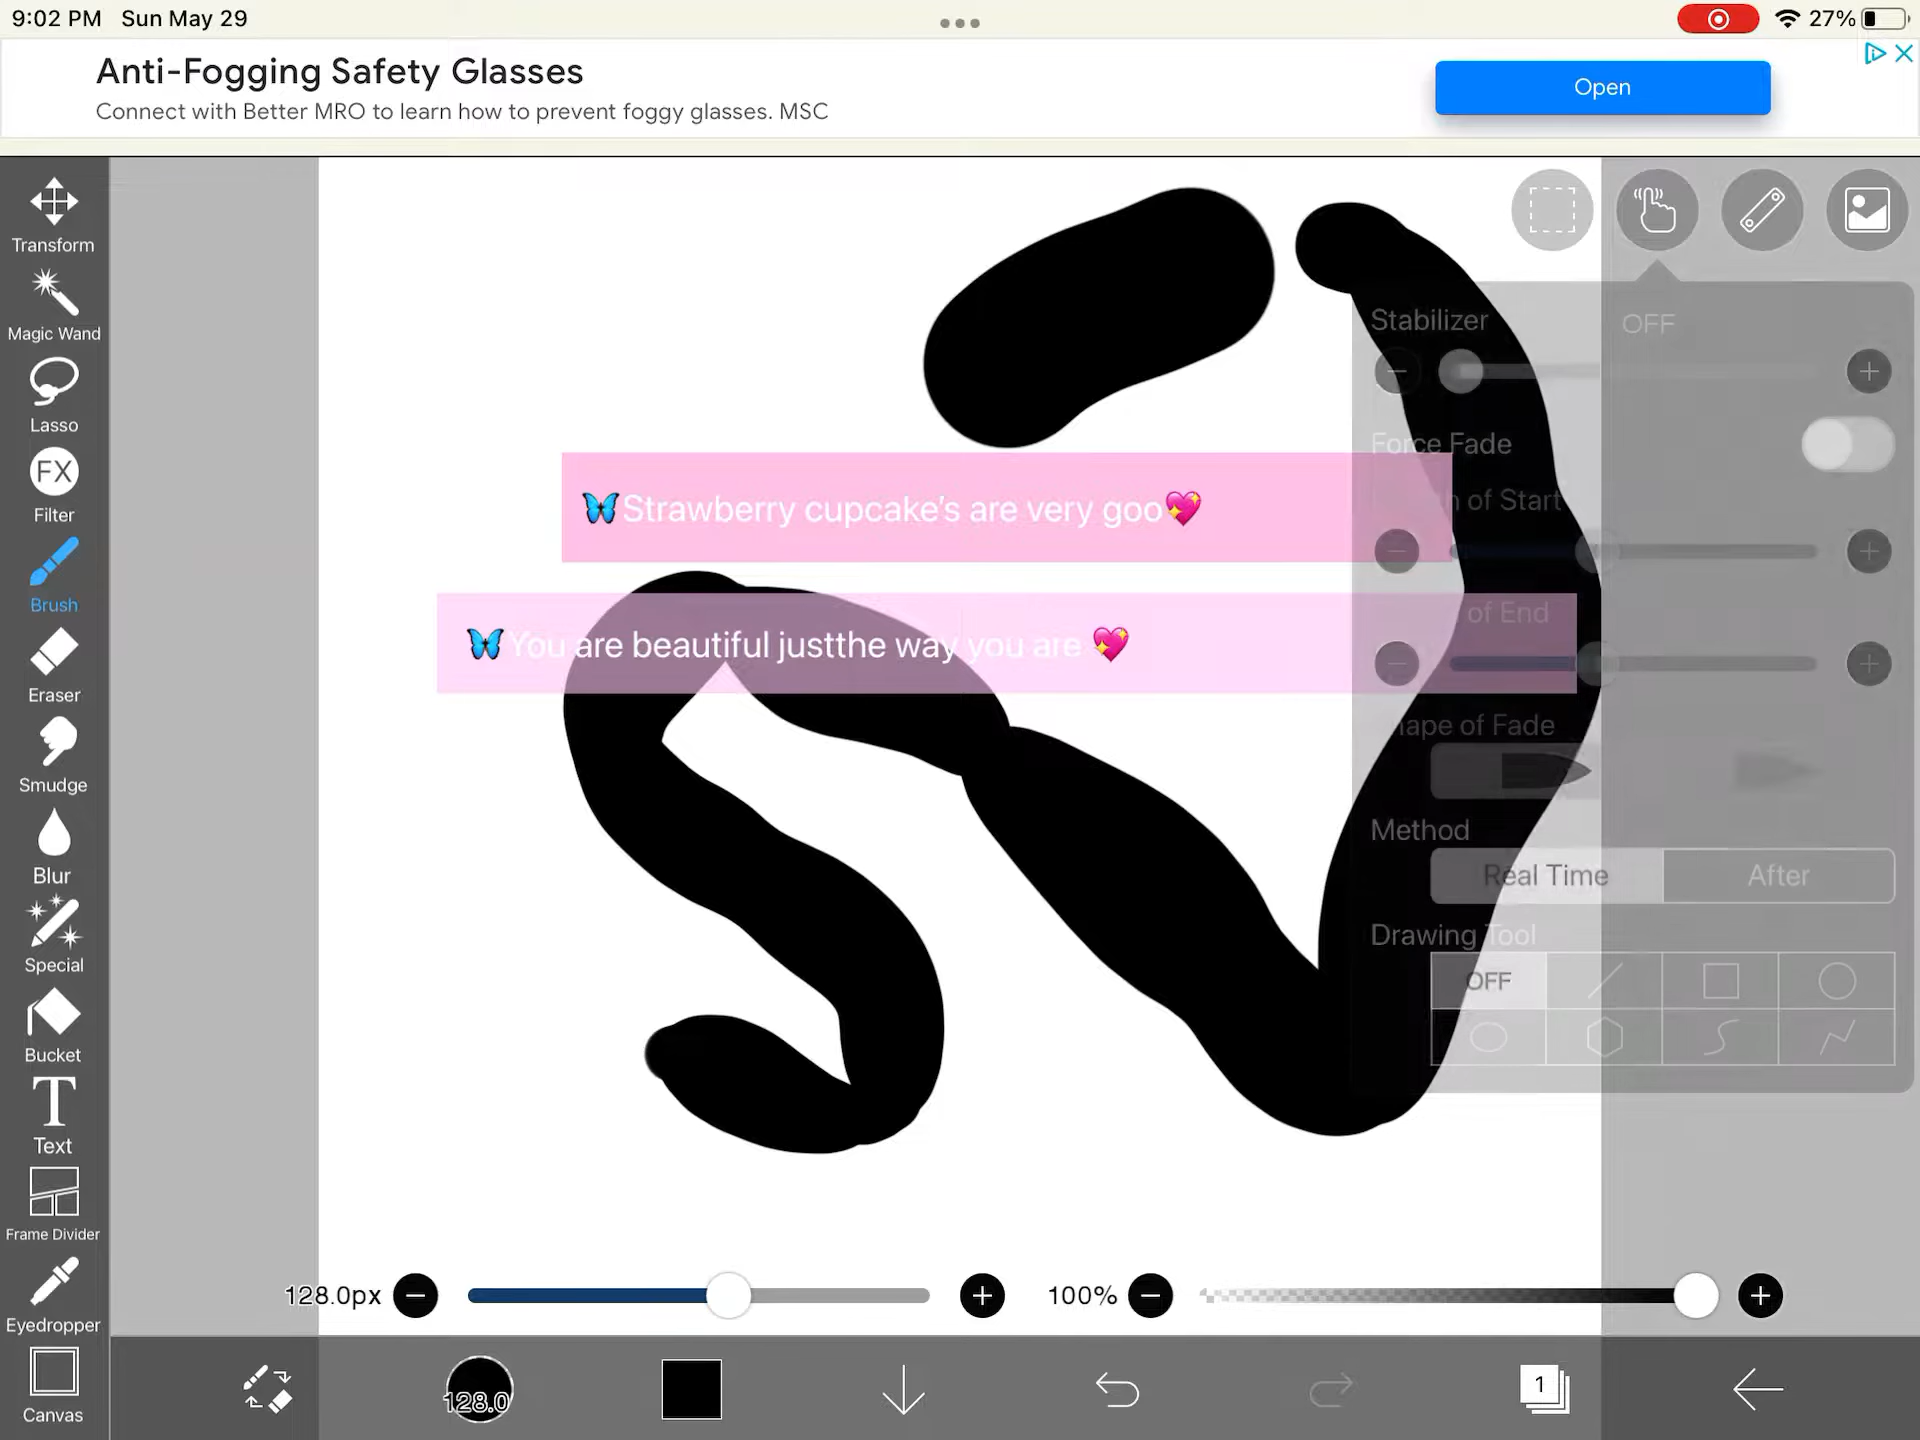 9:02 PM Sun May 29
27%
Anti-Fogging Safety Glasses
Connect with Better MRO to learn how to prevent foggy glasses. MSC
Open
Transform
Magic Wand
Lasso
FX
Filter
Brush
Eraser
Smudge
Blur
Special
Bucket
T
Text
Frame Divider
Eyedropper
Canvas
Stabilizer OFF
Force Fade
🦋Strawberry cupcake's are very goo💖
of Start
🦋You are beautiful justthe way you are 💖
of End
of Fade
Method
Real Time After
Drawing Tool
OFF
128.0px
100%
128.0
1